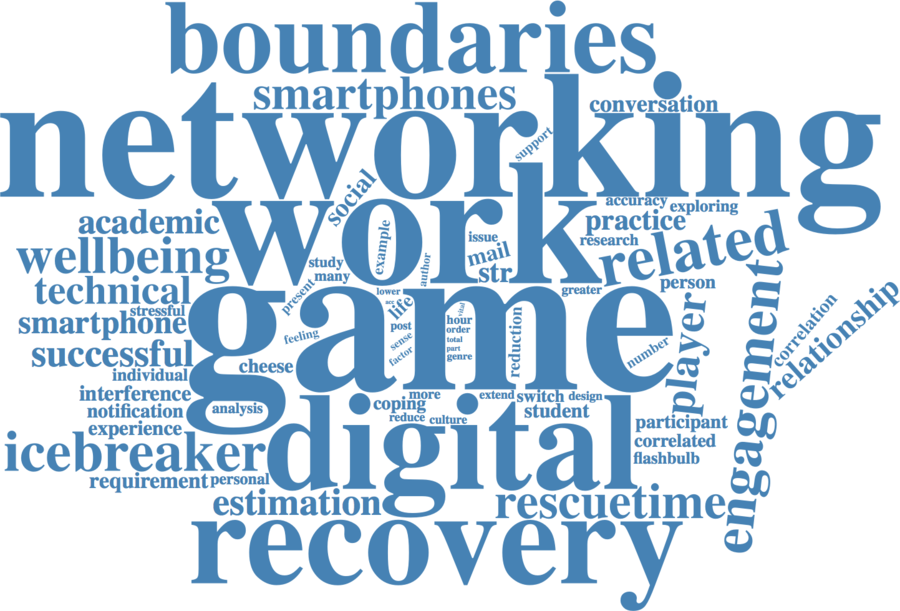 boundaries
smartphones
conversation
networking
support
social
accuracy
exploring
academic
work
practice
example
issue
research
wellbeing
author
mail
related
study
many
str
technical
present
lower
greater
person
stressful
life
vital
smartphone
game
post
hour
order
feeling
sense
total
reduction
player
correlation
successful
factor
part
genre
number
relationship
cheese
individual
engagement
interference
more
extend
switch
design
notification
analysis
coping
student
experience
reduce
culture
participant
digital
correlated
icebreaker
flashbulb
requirement
personal
estimation
rescuetime
recovery